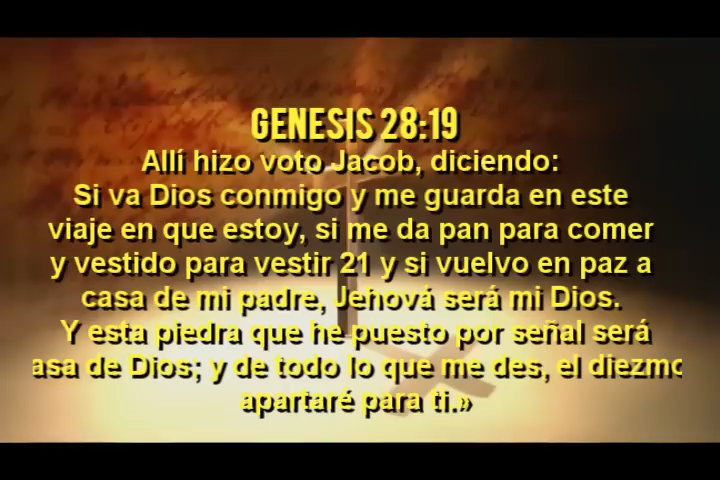 GENESIS 28:19
Allí hizo voto Jacob, diciendo:
Si va Dios conmigo y me guarda en este
viaje en que estoy, si me da pan para comer
y vestido para vestir 21 y si vuelvo en paz a
casa de mi padre, Jehová será mi Dios.
Y esta piedra que he puesto por señal será
asa de Dios; y de todo lo que me des, el diezmo
apartaré para ti.»